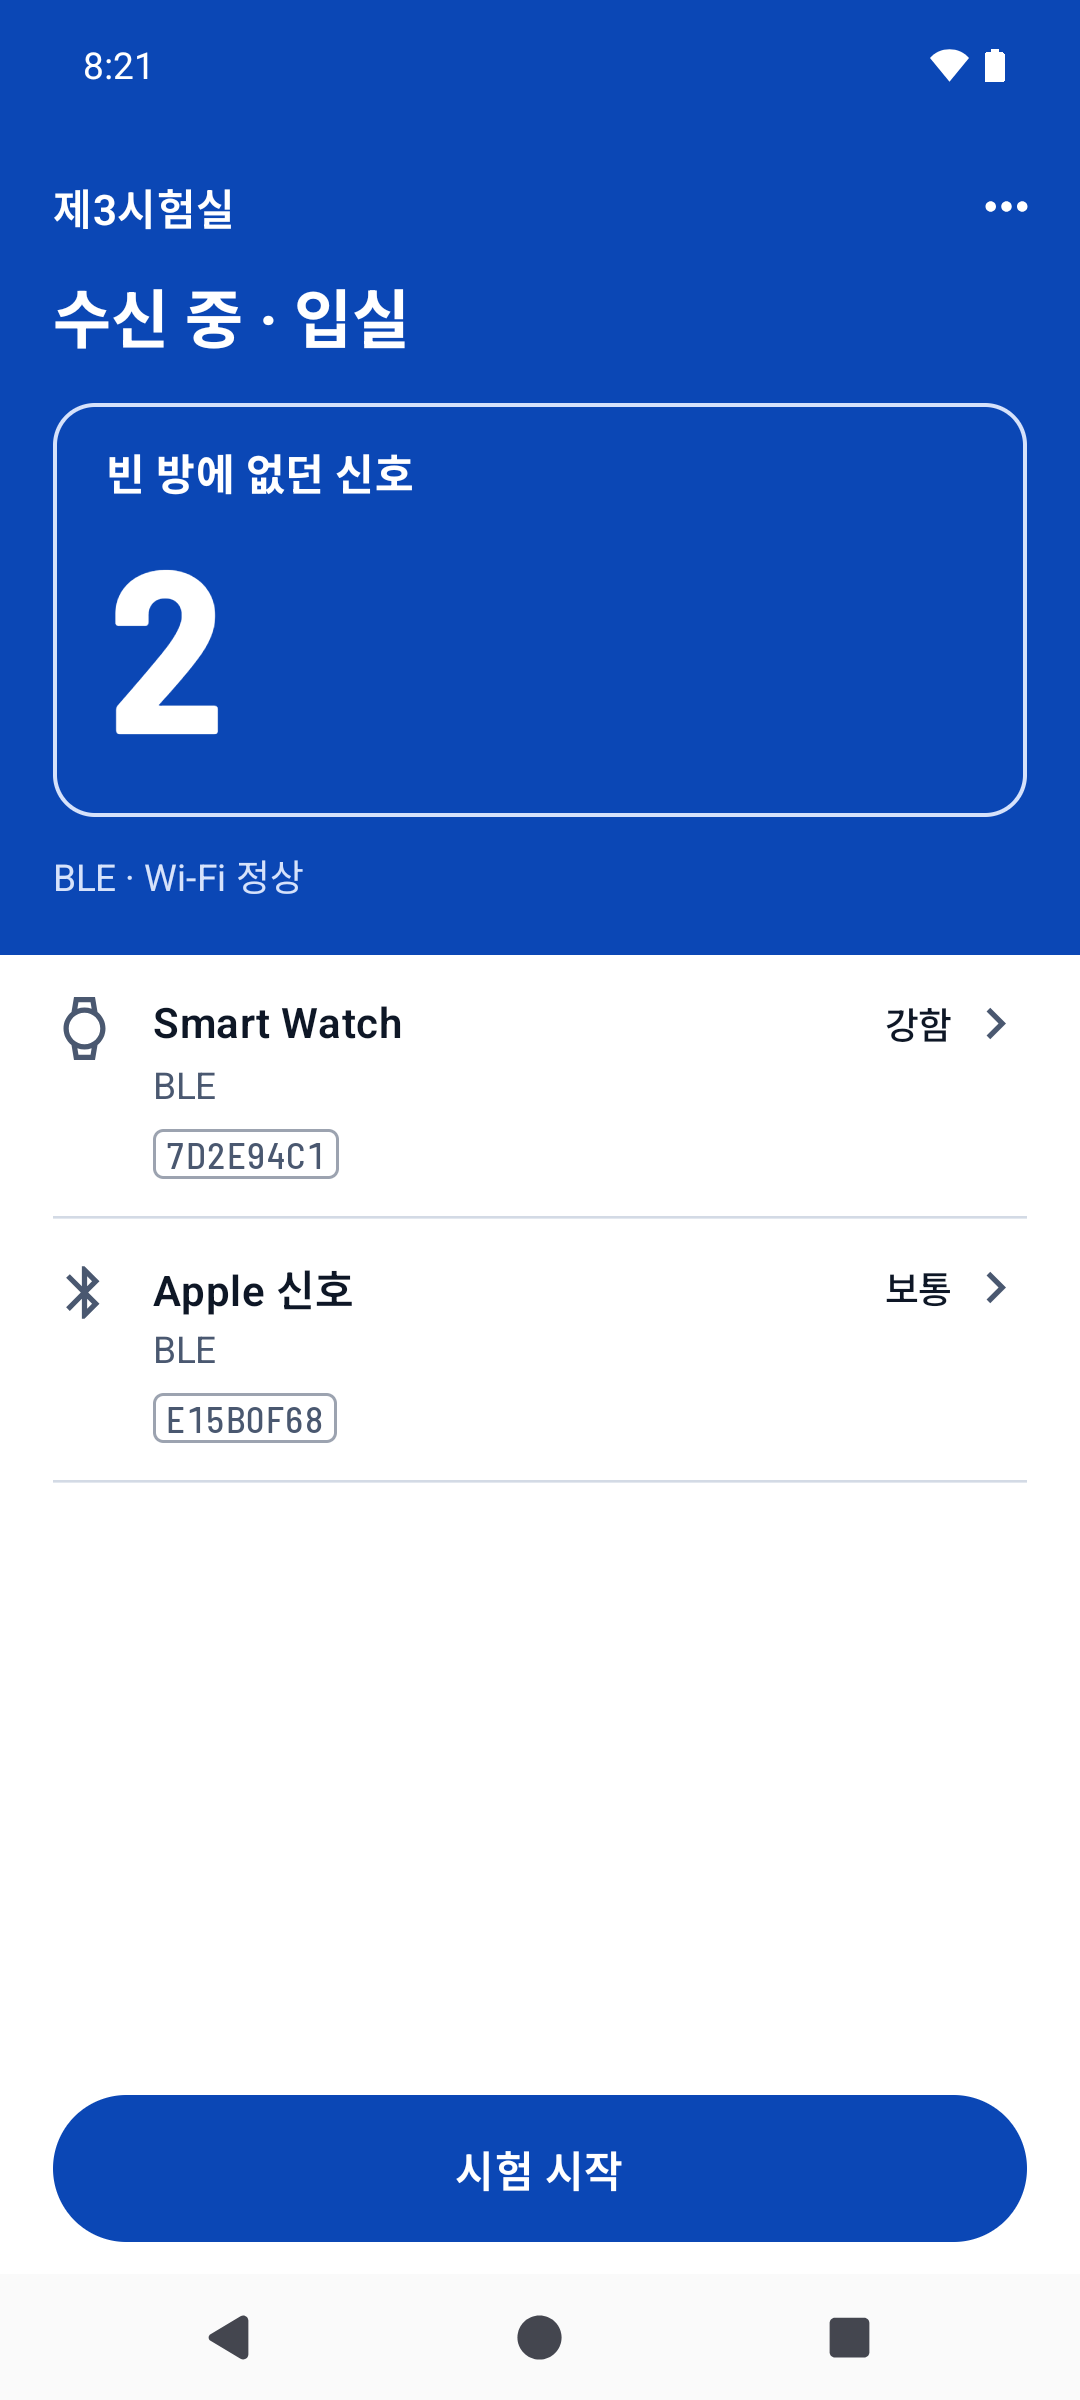 8:21
제3시험실
수신 중 · 입실
빈 방에 없던 신호
2
BLE · Wi-Fi 정상
Smart Watch
강함
BLE
7D2E94C1
Apple 신호
보통
BLE
E15B0F68
시험 시작